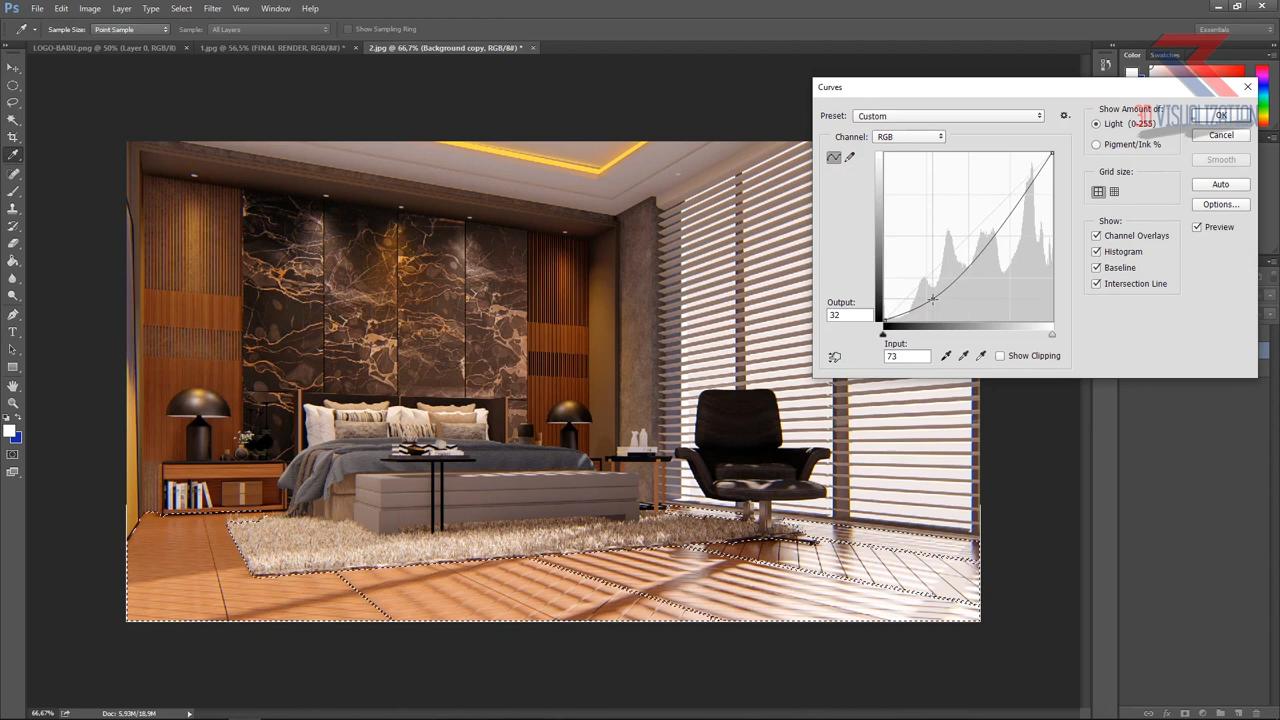 Ps File Edit Image Layer Type Select Filter View Window Help
Sample Size: Point Sample Sample: All Layers Show Sampling Ring Essentials
LOGO-BARU.png @ 50% (Layer 0, RGB/8) × 1.jpg @ 56,5% (FINAL RENDER, RGB/8#) * × 2.jpg @ 66,7% (Background copy, RGB/8#) * ×
Color Swatches
Curves
Preset: Custom
Channel: RGB
Output:
32
Input:
73
Show Clipping
Show Amount of:
Light (0-255)
Pigment/Ink %
Grid size:
Show:
Channel Overlays
Histogram
Baseline
Intersection Line
OK
Cancel
Smooth
Auto
Options...
Preview
3D VISUALIZATION
T
66,67% Doc: 5,93M/18,9M
fx